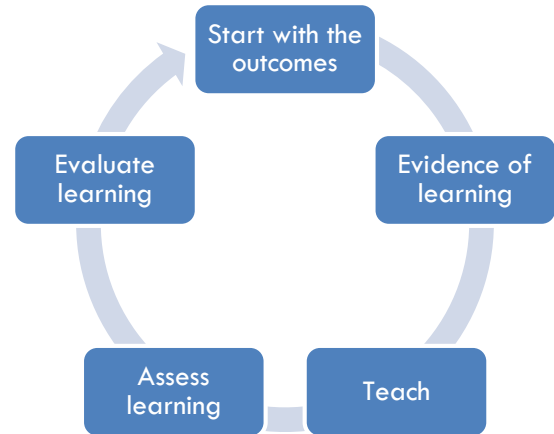 Start with the
outcomes
Evidence of
learning
Teach
Assess
learning
Evaluate
learning